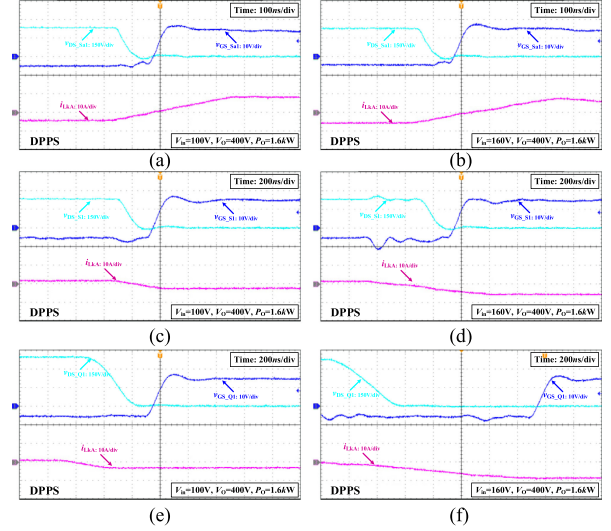 Time: 100ns/div
vDS_Sa1: 150V/div
vGS_Sa1: 10V/div
iLkA: 10A/div
DPPS
Vin=100V, VO=400V, PO=1.6kW
(a)
Time: 100ns/div
vDS_Sa1: 150V/div
vGS_Sa1: 10V/div
iLkA: 10A/div
DPPS
Vin=160V, VO=400V, PO=1.6kW
(b)
Time: 200ns/div
vDS_S1: 150V/div
vGS_S1: 10V/div
iLkA: 10A/div
DPPS
Vin=100V, VO=400V, PO=1.6kW
(c)
Time: 200ns/div
vDS_S1: 150V/div
vGS_S1: 10V/div
iLkA: 10A/div
DPPS
Vin=160V, VO=400V, PO=1.6kW
(d)
Time: 200ns/div
vDS_Q1: 150V/div
vGS_Q1: 10V/div
iLkA: 10A/div
DPPS
Vin=100V, VO=400V, PO=1.6kW
(e)
Time: 200ns/div
vDS_Q1: 150V/div
vGS_Q1: 10V/div
iLkA: 10A/div
DPPS
Vin=160V, VO=400V, PO=1.6kW
(f)